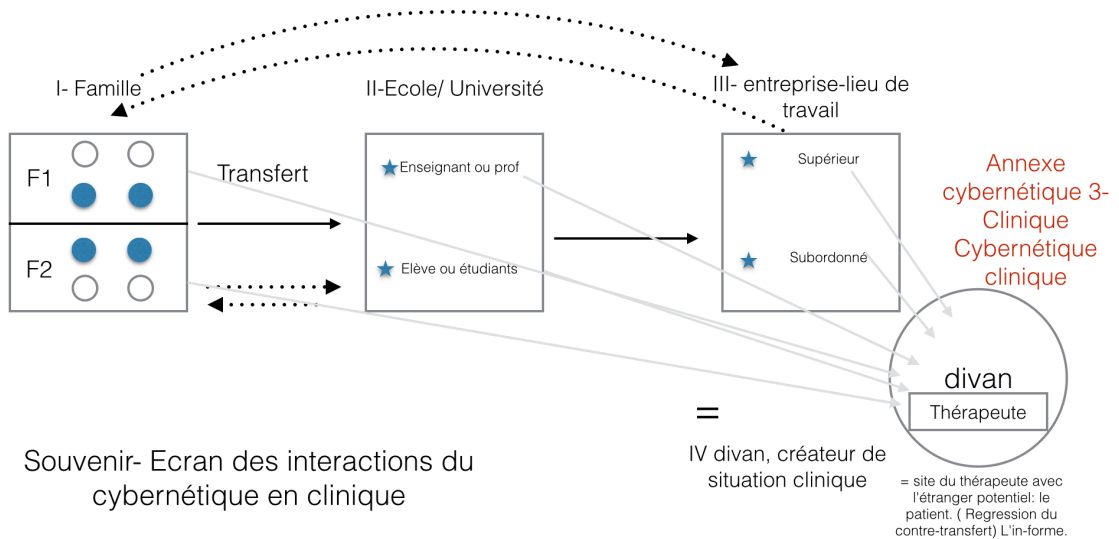 I- Famille
II-Ecole/ Université
III- entreprise-lieu de
travail
F1
F2
Transfert
Enseignant ou prof
Elève ou étudiants
Supérieur
Subordonné
Annexe
cybernétique 3-
Clinique
Cybernétique
clinique
divan
Thérapeute
=
IV divan, créateur de
situation clinique
= site du thérapeute avec
l'étranger potentiel: le
patient. ( Regression du
contre-transfert) L'in-forme.
Souvenir- Ecran des interactions du
cybernétique en clinique